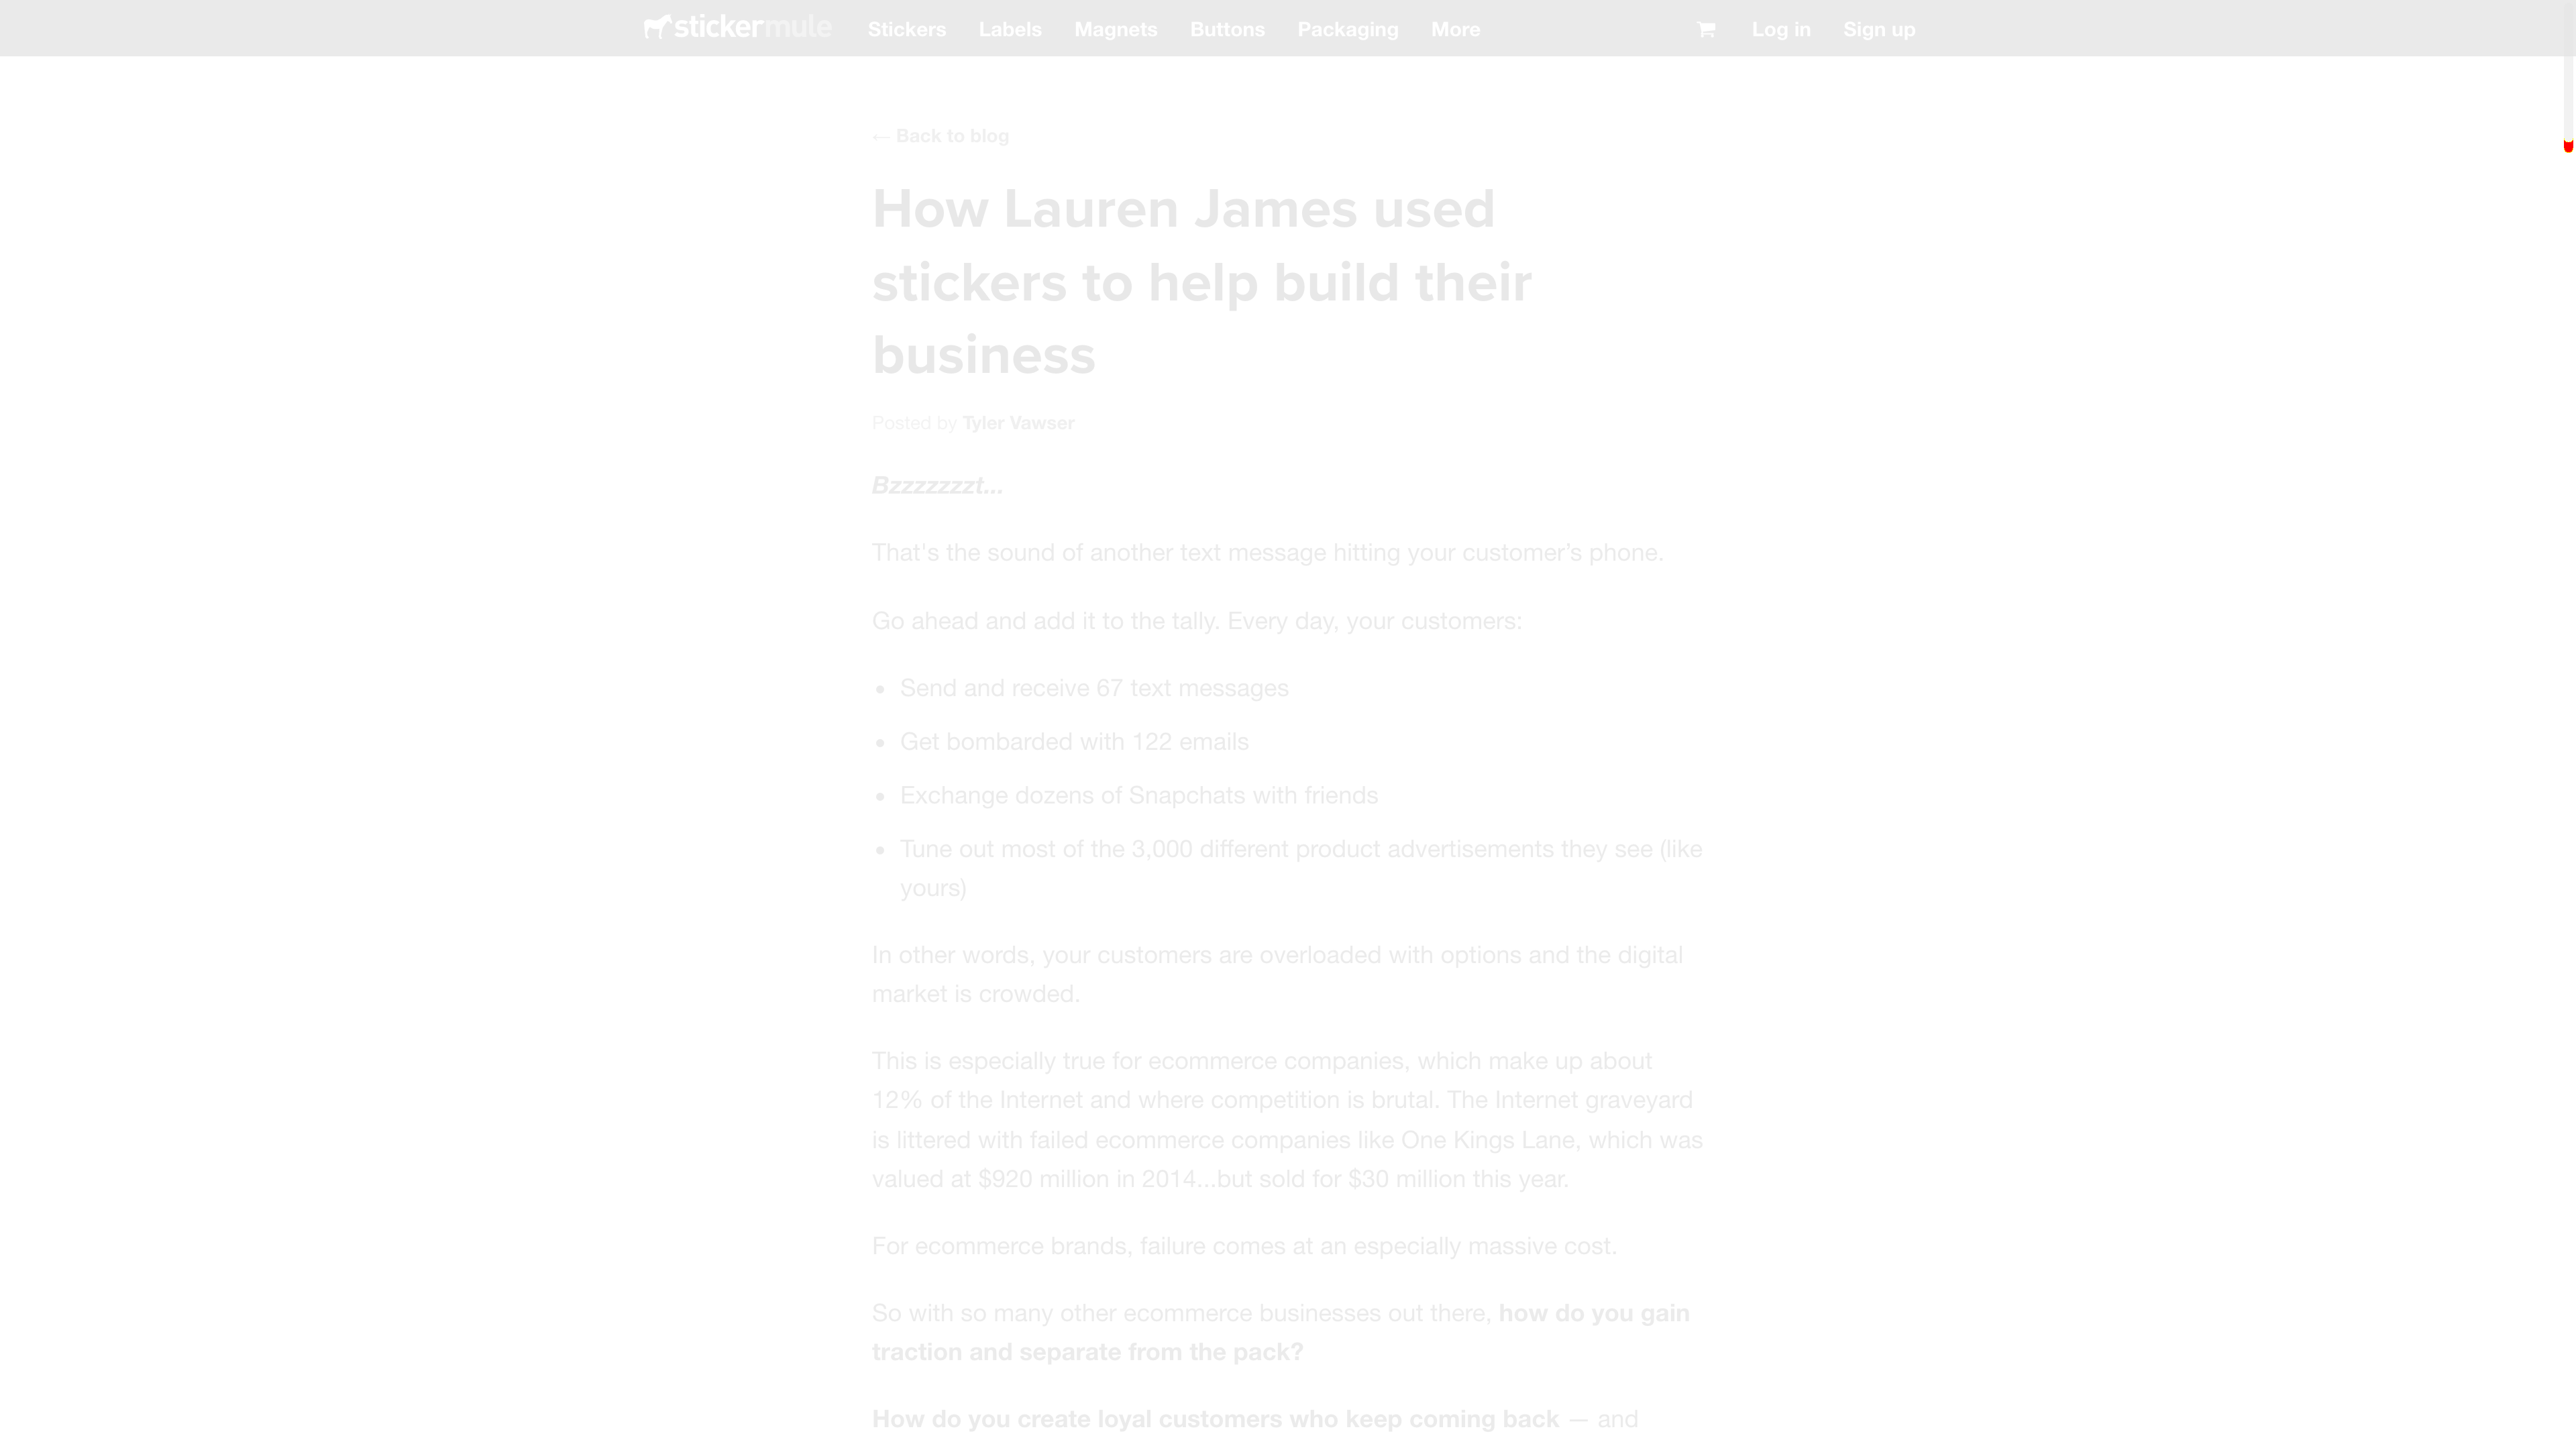 stickermule Stickers Labels Magnets Buttons Packaging More Log in Sign up
← Back to blog
How Lauren James used
stickers to help build their
business
Posted by Tyler Vawser
Bzzzzzzzt...
That's the sound of another text message hitting your customer’s phone.
Go ahead and add it to the tally. Every day, your customers:
• Send and receive 67 text messages
• Get bombarded with 122 emails
• Exchange dozens of Snapchats with friends
• Tune out most of the 3,000 different product advertisements they see (like
yours)
In other words, your customers are overloaded with options and the digital
market is crowded.
This is especially true for ecommerce companies, which make up about
12% of the Internet and where competition is brutal. The Internet graveyard
is littered with failed ecommerce companies like One Kings Lane, which was
valued at $920 million in 2014...but sold for $30 million this year.
For ecommerce brands, failure comes at an especially massive cost.
So with so many other ecommerce businesses out there, how do you gain
traction and separate from the pack?
How do you create loyal customers who keep coming back — and